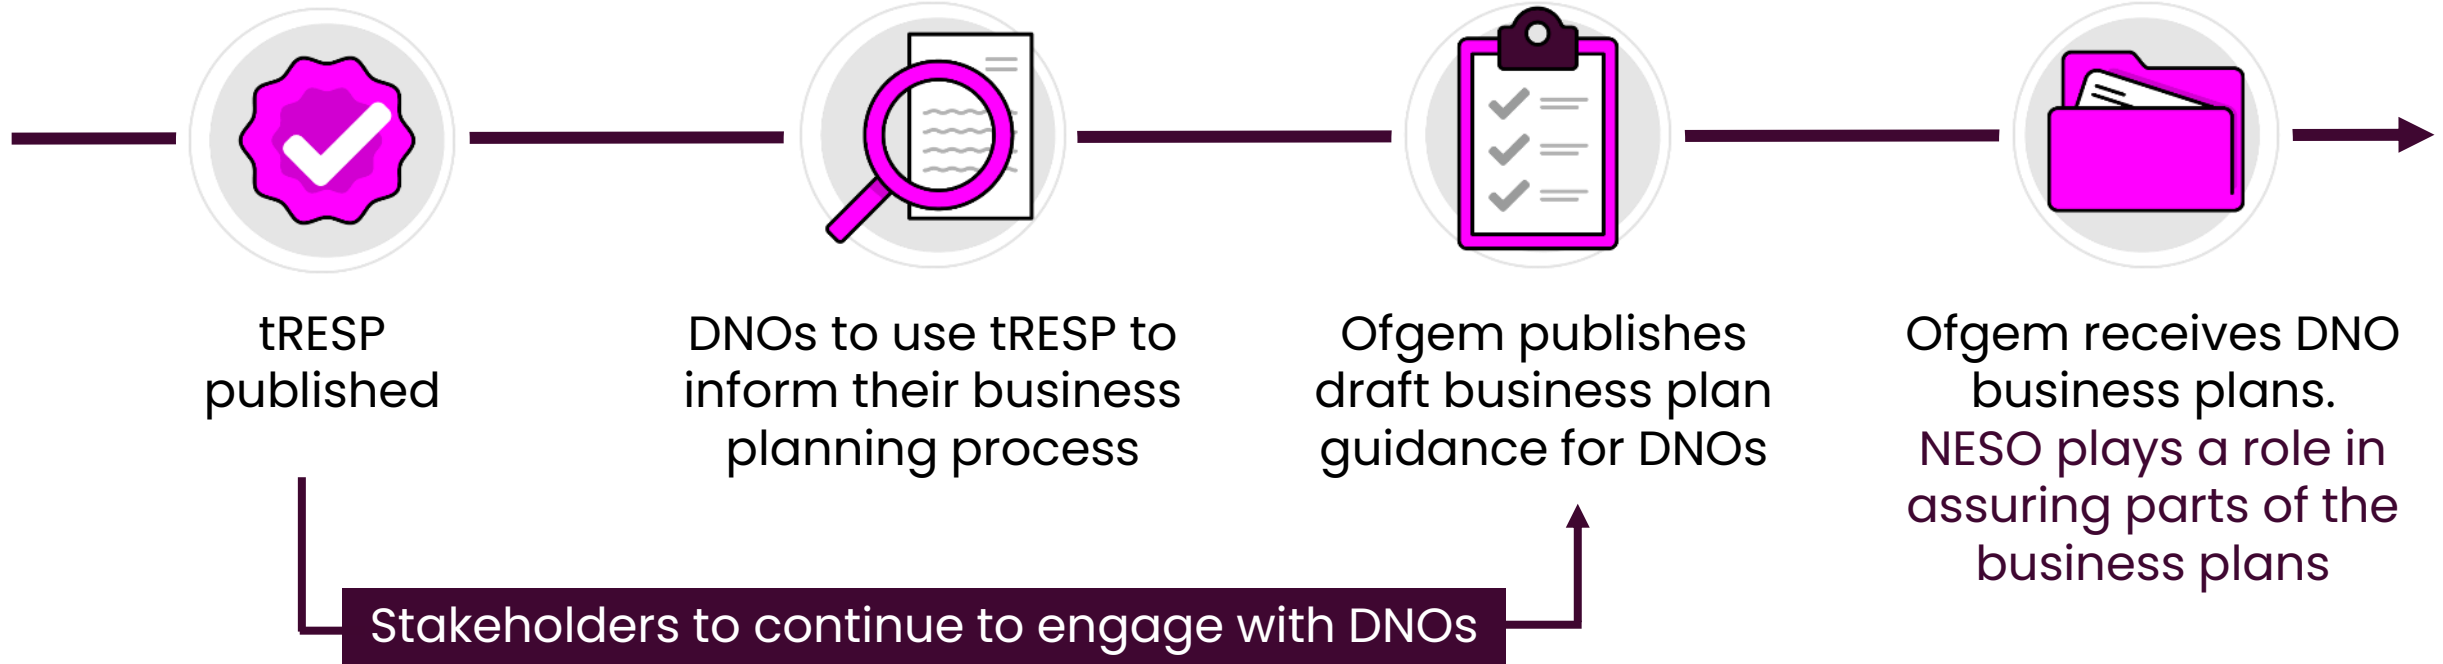 tRESP
published
DNOs to use tRESP to
inform their business
planning process
Ofgem publishes
draft business plan
guidance for DNOs
Ofgem receives DNO
business plans.
NESO plays a role in
assuring parts of the
business plans
Stakeholders to continue to engage with DNOs